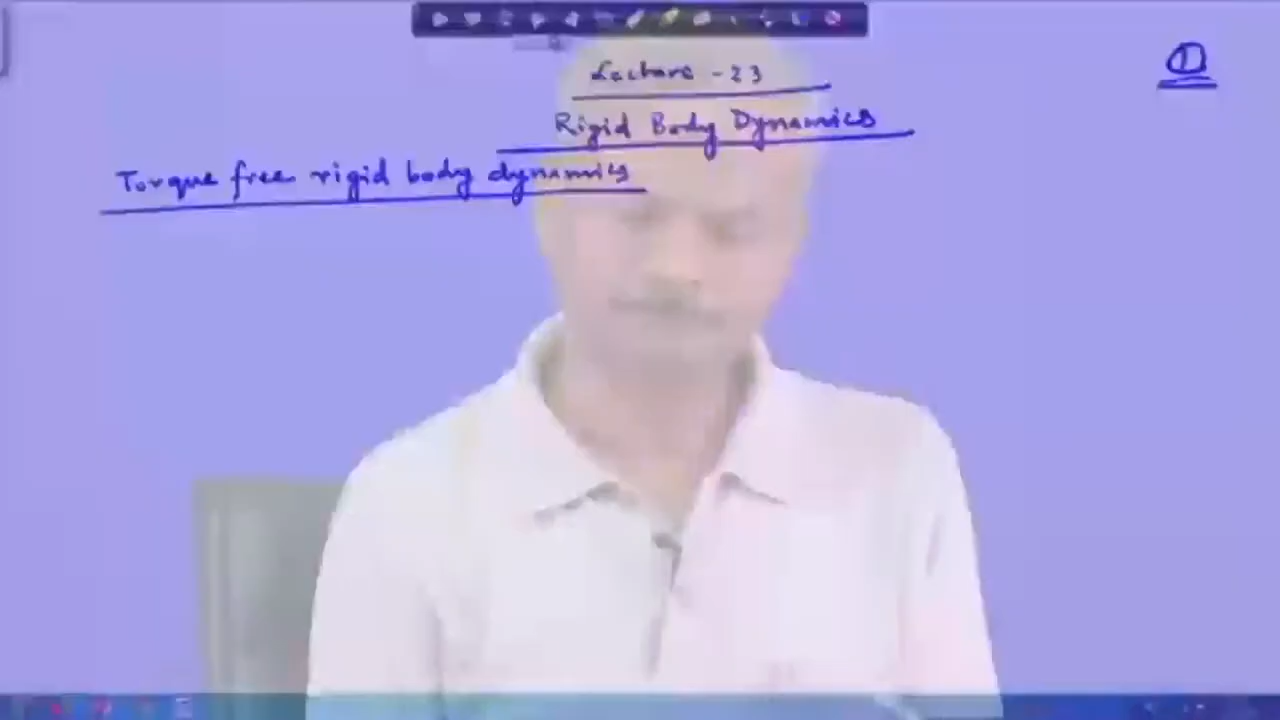 Lecture - 23
①
Rigid Body Dynamics
Torque free rigid body dynamics